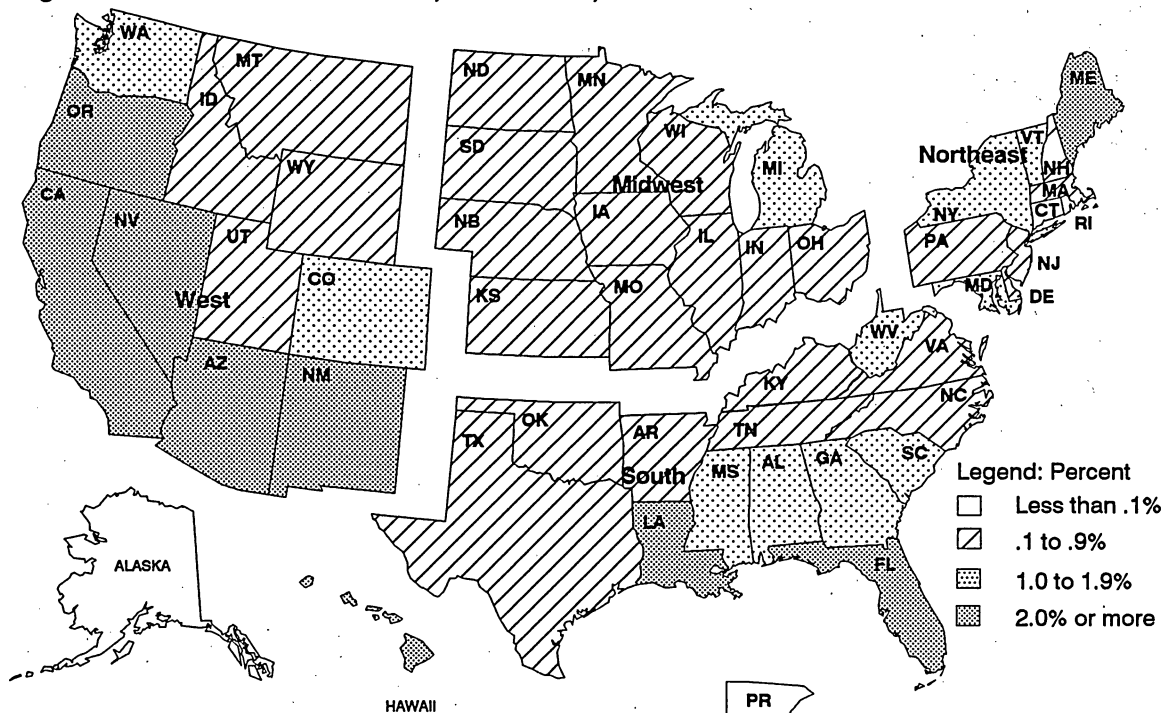 WA
MT
ND
MN
ME
OR
ID
WI
VT
SD
WY
MI
Northeast
NH
Midwest
MA
CA
NV
NB
IA
NY
CT
RI
UT
IL
IN
OH
PA
NJ
CO
KS
MO
MD
DE
West
WV
VA
AZ
NM
KY
NC
OK
TX
AR
TN
South
MS
AL
GA
SC
Legend: Percent
Less than .1%
LA
.1 to .9%
FL
ALASKA
1.0 to 1.9%
2.0% or more
HAWAII
PR